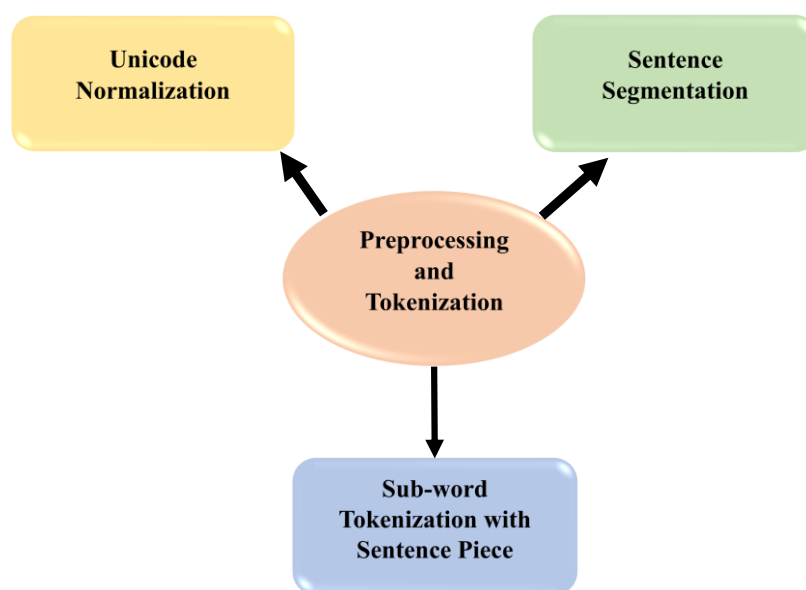 Unicode
Normalization
Sentence
Segmentation
Preprocessing
and
Tokenization
Sub-word
Tokenization with
Sentence Piece